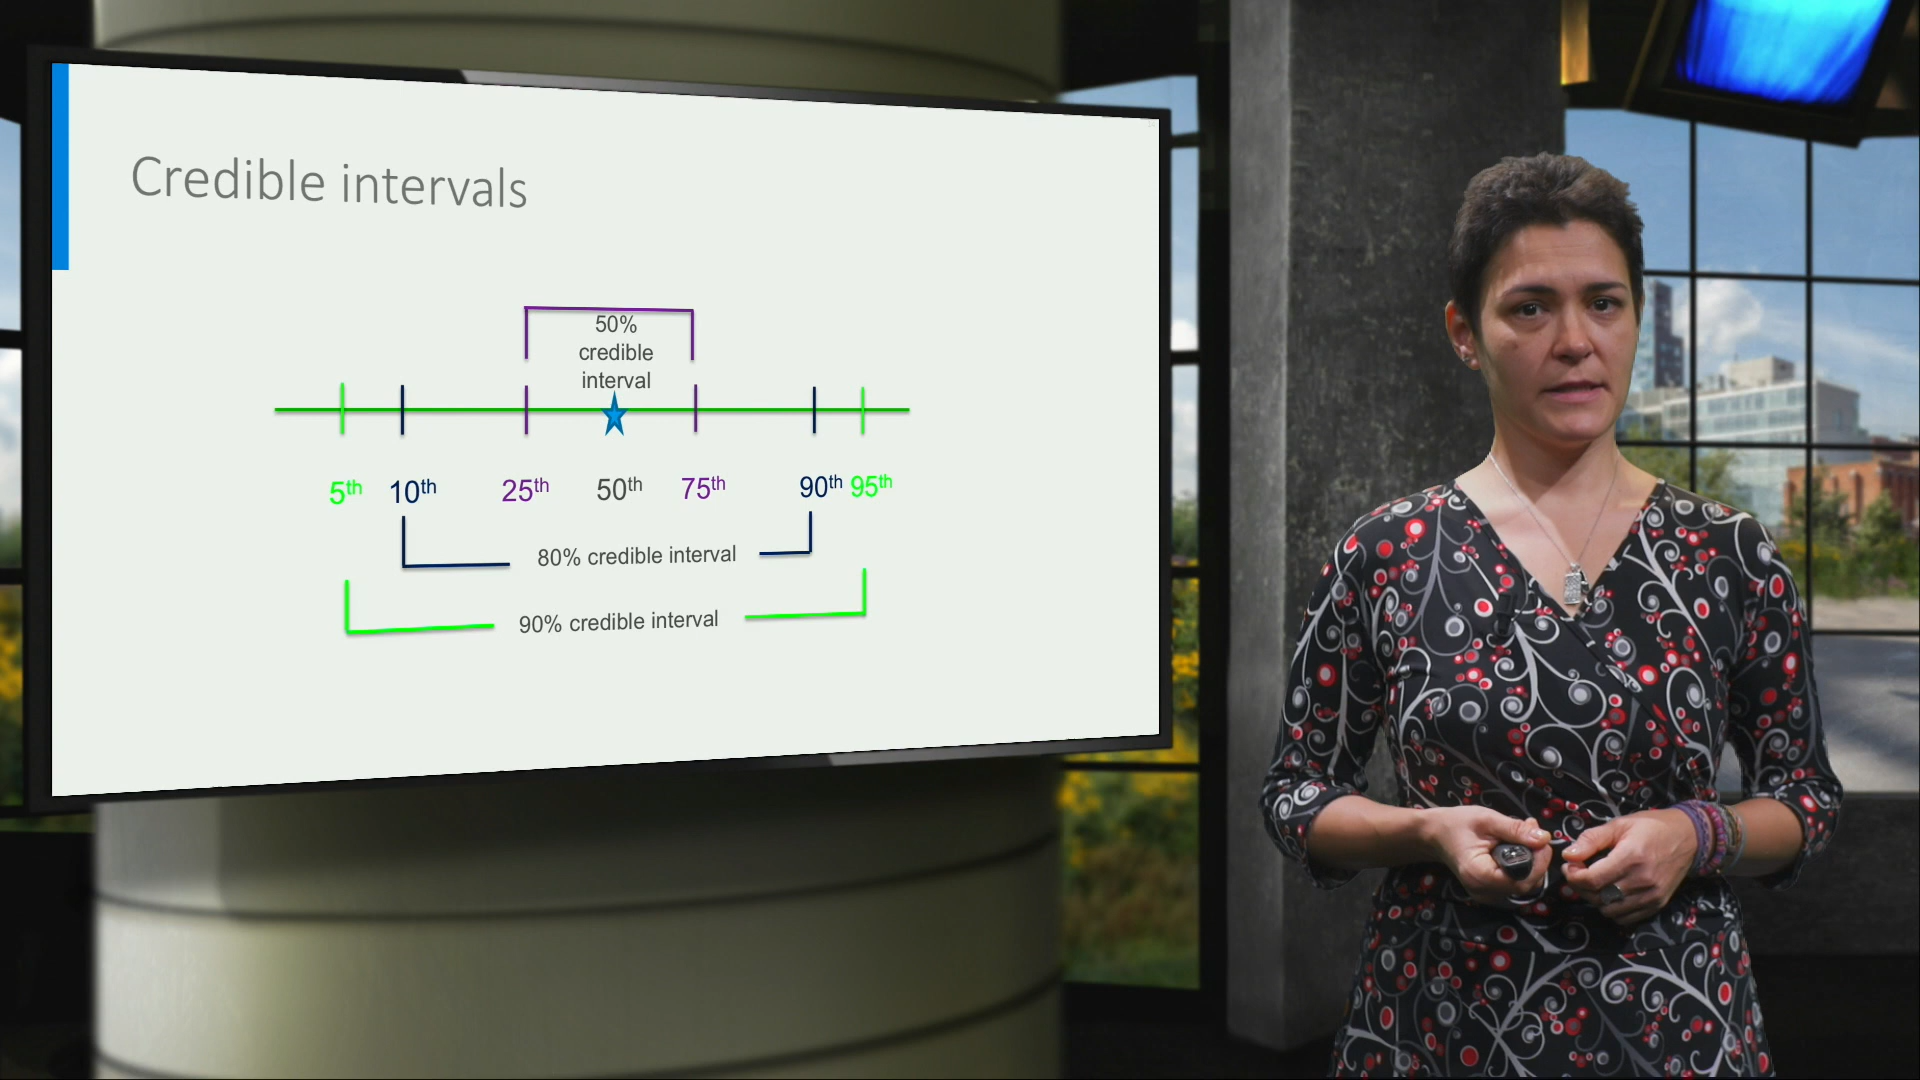 Credible intervals
50%
credible
interval
5th 10th 25th 50th 75th 90th 95th
80% credible interval
90% credible interval